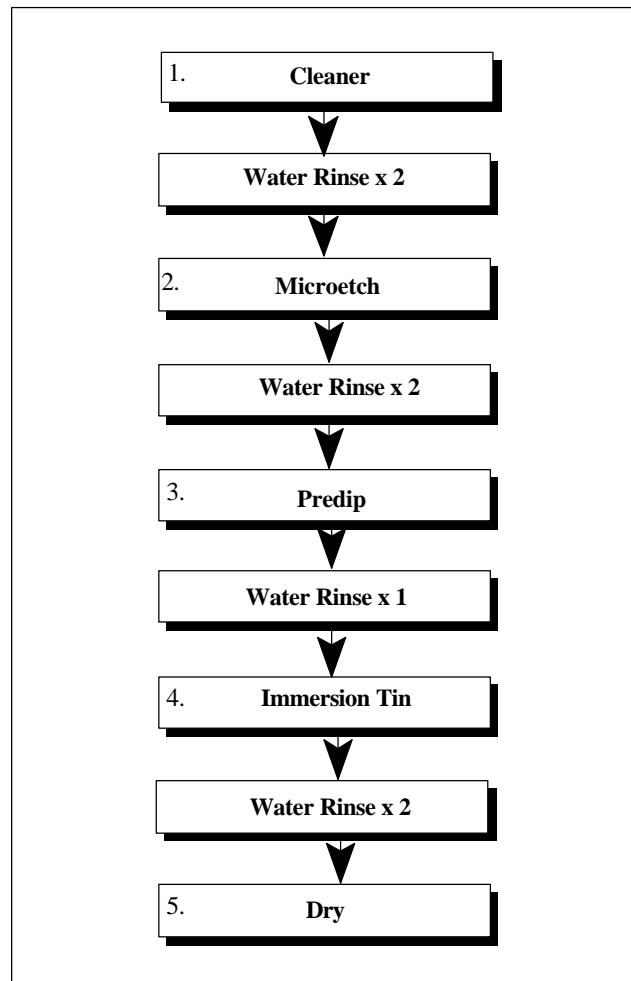 1. Cleaner
Water Rinse x 2
2. Microetch
Water Rinse x 2
3. Predip
Water Rinse x 1
4. Immersion Tin
Water Rinse x 2
5. Dry